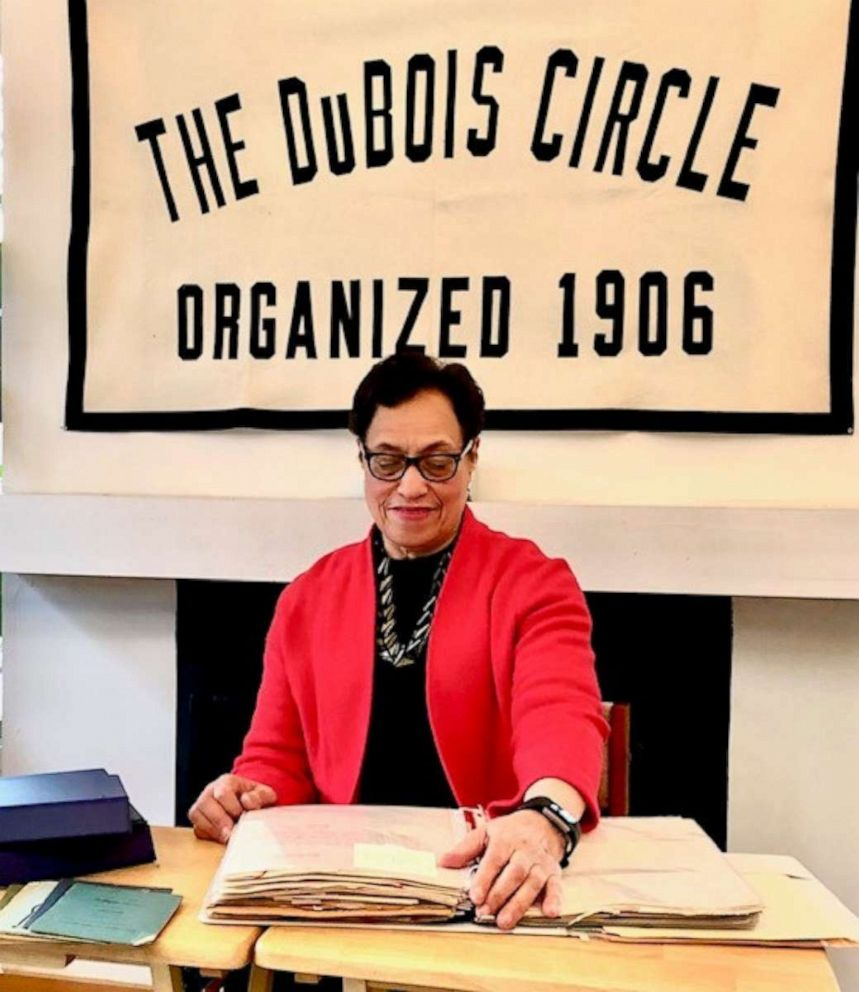 THE DuBOIS CIRCLE
ORGANIZED 1906